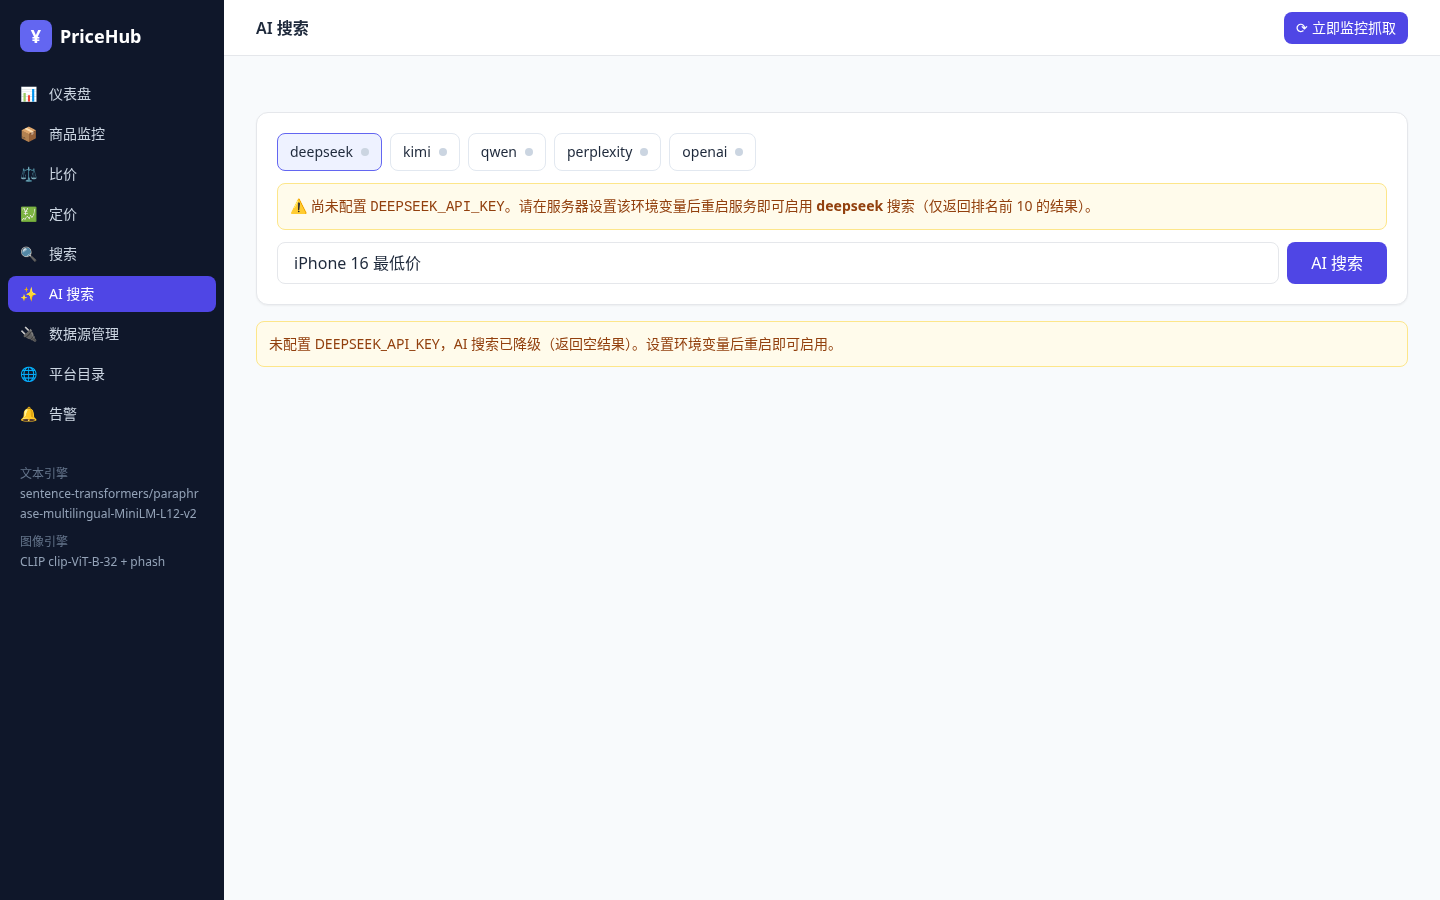 ¥ PriceHub
📊 仪表盘
📦 商品监控
⚖️ 比价
💹 定价
🔍 搜索
✨ AI 搜索
🔌 数据源管理
🌐 平台目录
🔔 告警
文本引擎
sentence-transformers/paraphr
ase-multilingual-MiniLM-L12-v2
图像引擎
CLIP clip-ViT-B-32 + phash
AI 搜索
⟳ 立即监控抓取
deepseek kimi qwen perplexity openai
⚠️ 尚未配置 DEEPSEEK_API_KEY。请在服务器设置该环境变量后重启服务即可启用 deepseek 搜索（仅返回排名前 10 的结果）。
iPhone 16 最低价
AI 搜索
未配置 DEEPSEEK_API_KEY，AI 搜索已降级（返回空结果）。设置环境变量后重启即可启用。